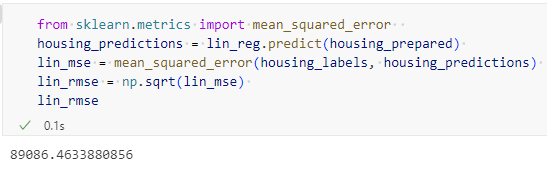 from sklearn.metrics import mean_squared_error
housing_predictions = lin_reg.predict(housing_prepared)
lin_mse = mean_squared_error(housing_labels, housing_predictions)
lin_rmse = np.sqrt(lin_mse)
lin_rmse
0.1s
89086.4633880856